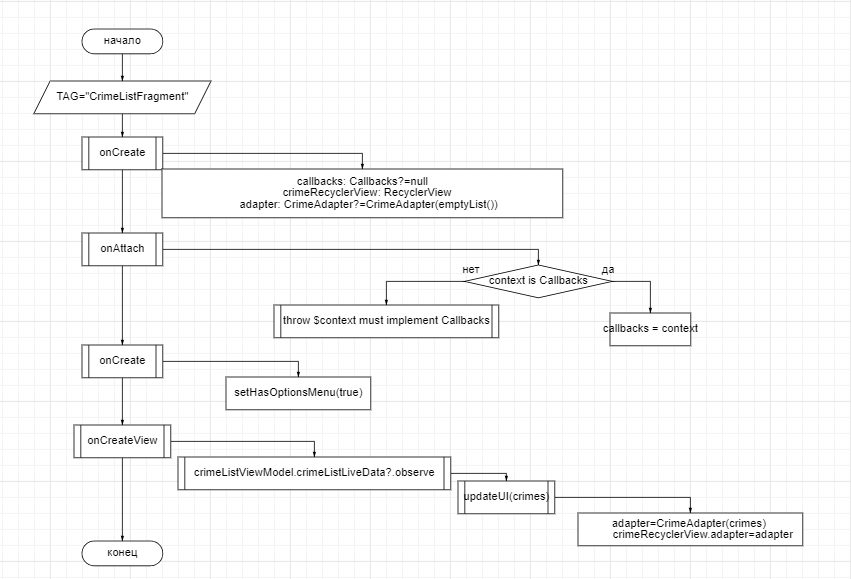 начало
TAG="CrimeListFragment"
onCreate
callbacks: Callbacks?=null
crimeRecyclerView: RecyclerView
adapter: CrimeAdapter?=CrimeAdapter(emptyList())
onAttach
нет
да
context is Callbacks
throw $context must implement Callbacks
callbacks = context
onCreate
setHasOptionsMenu(true)
onCreateView
crimeListViewModel.crimeListLiveData?.observe
updateUI(crimes)
adapter=CrimeAdapter(crimes)
crimeRecyclerView.adapter=adapter
конец